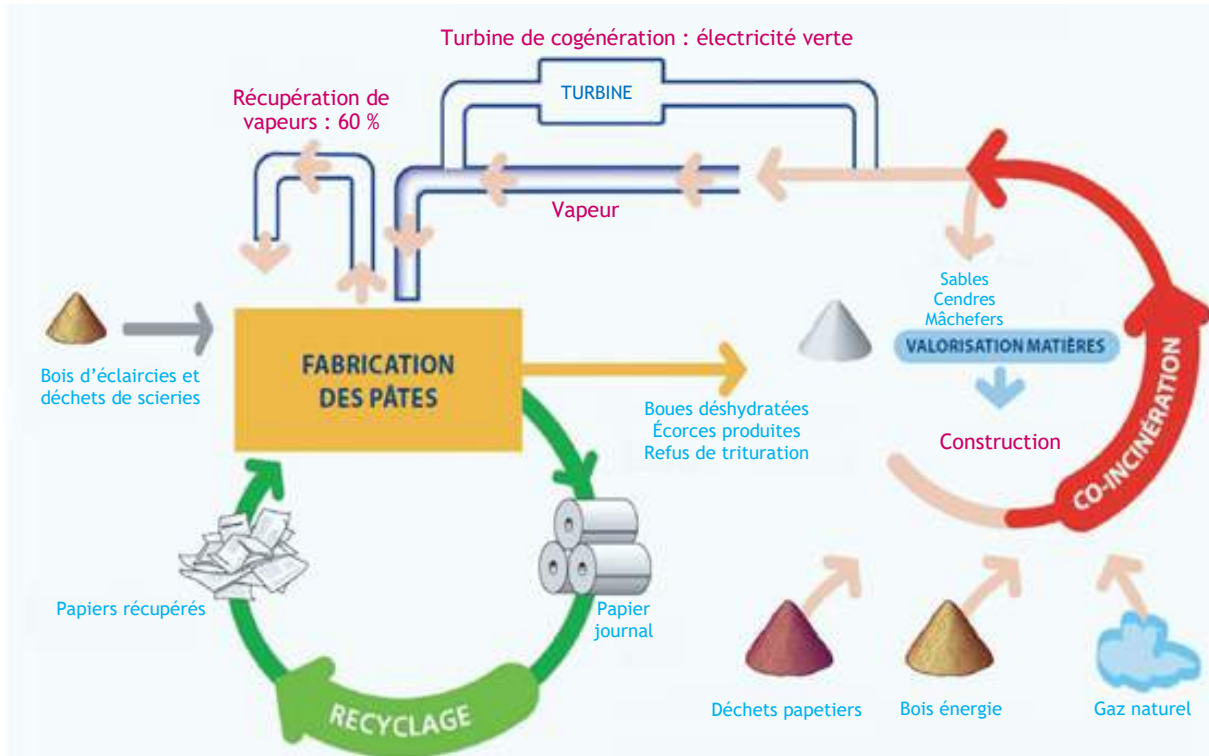 Turbine de cogénération : électricité verte
TURBINE
Récupération de
vapeurs : 60 %
Vapeur
Sables
Cendres
Mâchefers
VALORISATION MATIÈRES
Construction
CO-INCINÉRATION
Bois d'éclaircies et
déchets de scieries
FABRICATION
DES PÂTES
Boues déshydratées
Écorces produites
Refus de trituration
Papiers récupérés
Papier
journal
RECYCLAGE
Déchets papetiers
Bois énergie
Gaz naturel